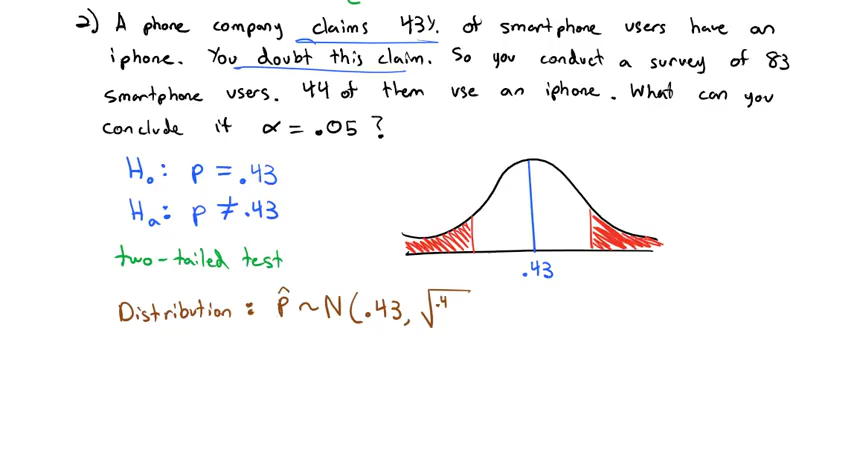 2) A phone company claims 43% of smartphone users have an
iphone. You doubt this claim. So you conduct a survey of 83
smartphone users. 44 of them use an iphone. What can you
conclude if α = .05 ?
H₀ : p = .43
Hₐ : p ≠ .43
two-tailed test
.43
Distribution : p̂ ~ N(.43, √.4